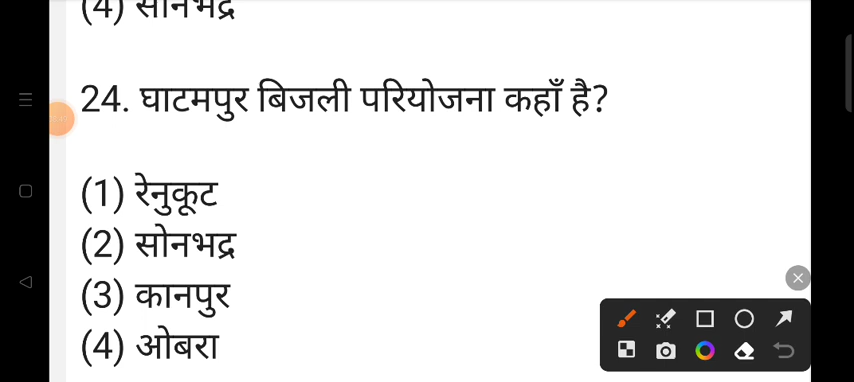 (4) सोनभद्र
24. घाटमपुर बिजली परियोजना कहाँ है?
(1) रेनुकूट
(2) सोनभद्र
(3) कानपुर
(4) ओबरा